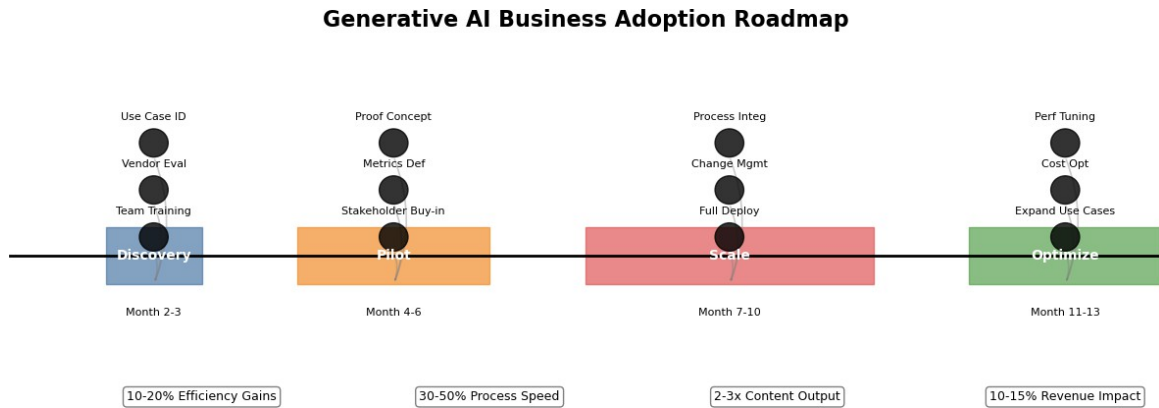 Generative AI Business Adoption Roadmap
Use Case ID
Proof Concept
Process Integ
Perf Tuning
Vendor Eval
Metrics Def
Change Mgmt
Cost Opt
Team Training
Stakeholder Buy-in
Full Deploy
Expand Use Cases
Discovery
Pilot
Scale
Optimize
Month 2-3
Month 4-6
Month 7-10
Month 11-13
10-20% Efficiency Gains
30-50% Process Speed
2-3x Content Output
10-15% Revenue Impact